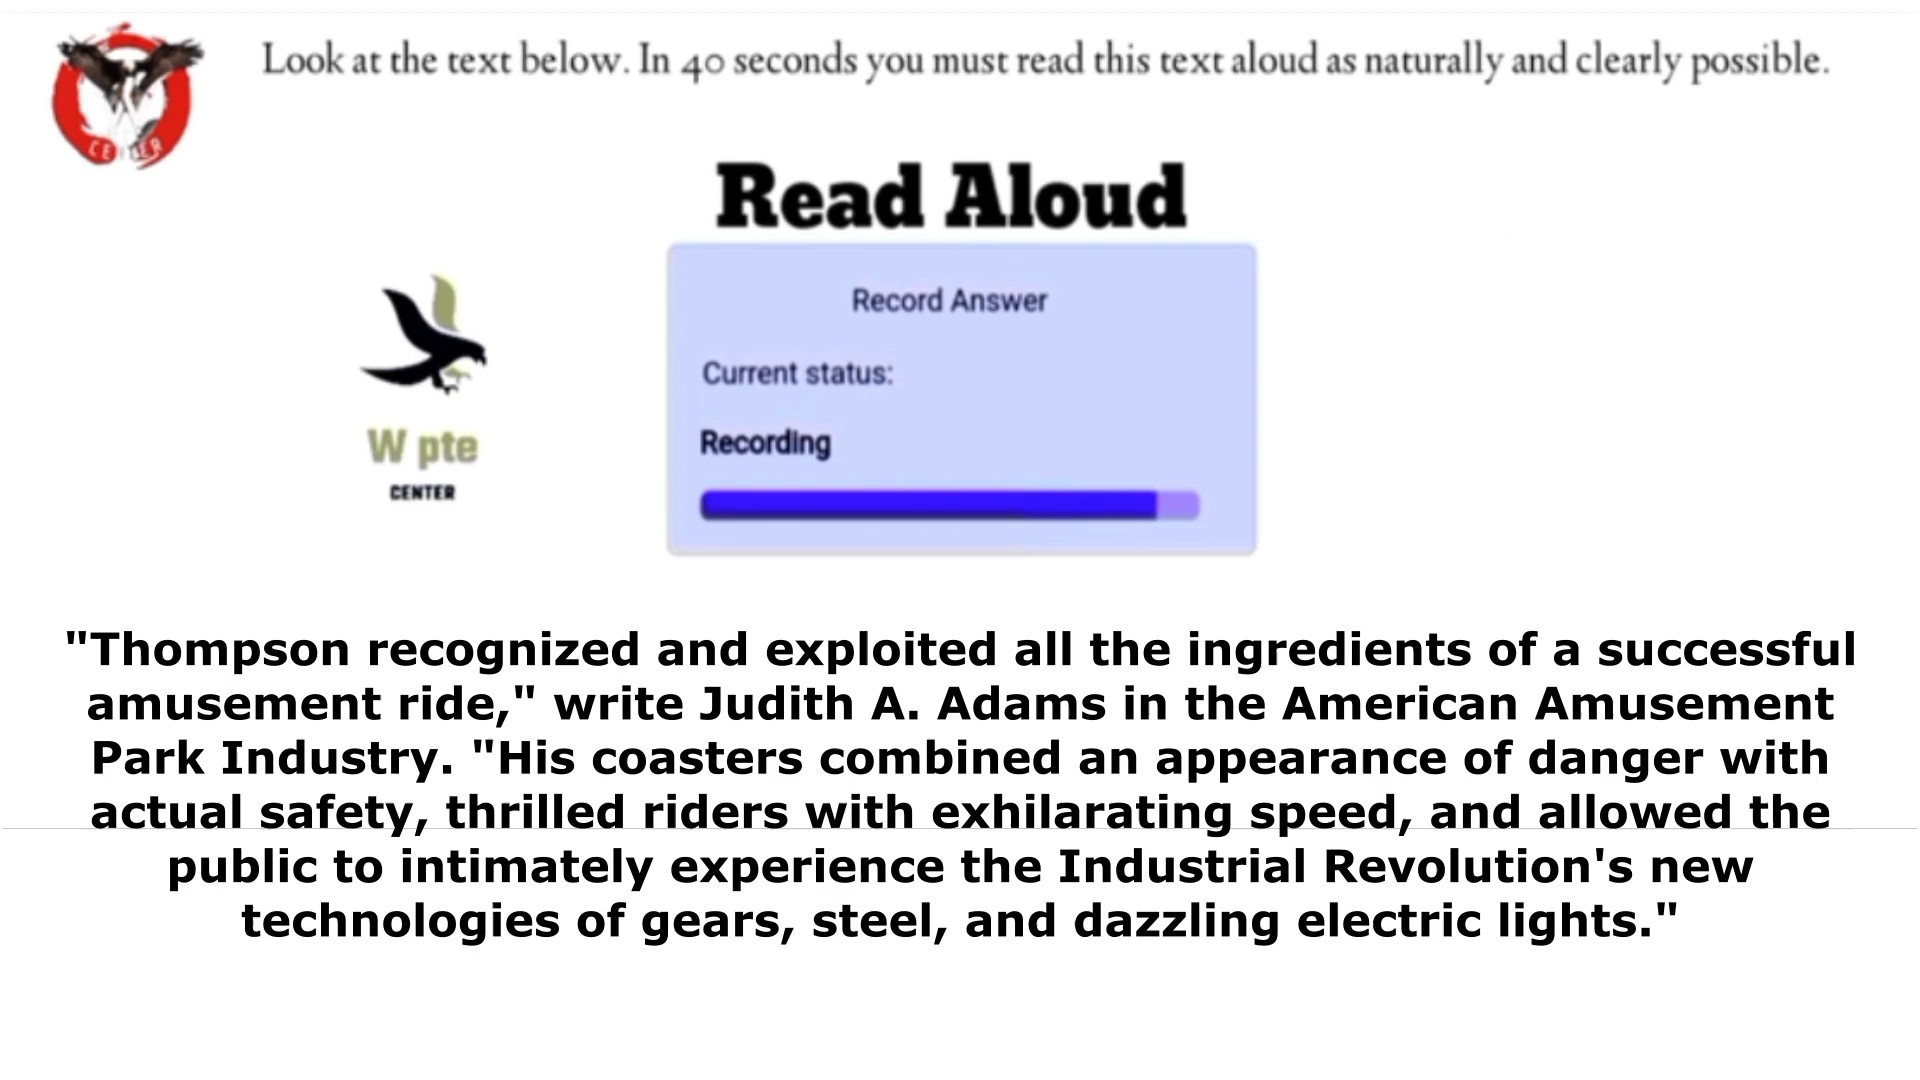 Look at the text below. In 40 seconds you must read this text aloud as naturally and clearly possible.
CENTER
Read Aloud
Record Answer
Current status:
Recording
W pte
CENTER
"Thompson recognized and exploited all the ingredients of a successful
amusement ride," write Judith A. Adams in the American Amusement
Park Industry. "His coasters combined an appearance of danger with
actual safety, thrilled riders with exhilarating speed, and allowed the
public to intimately experience the Industrial Revolution's new
technologies of gears, steel, and dazzling electric lights."